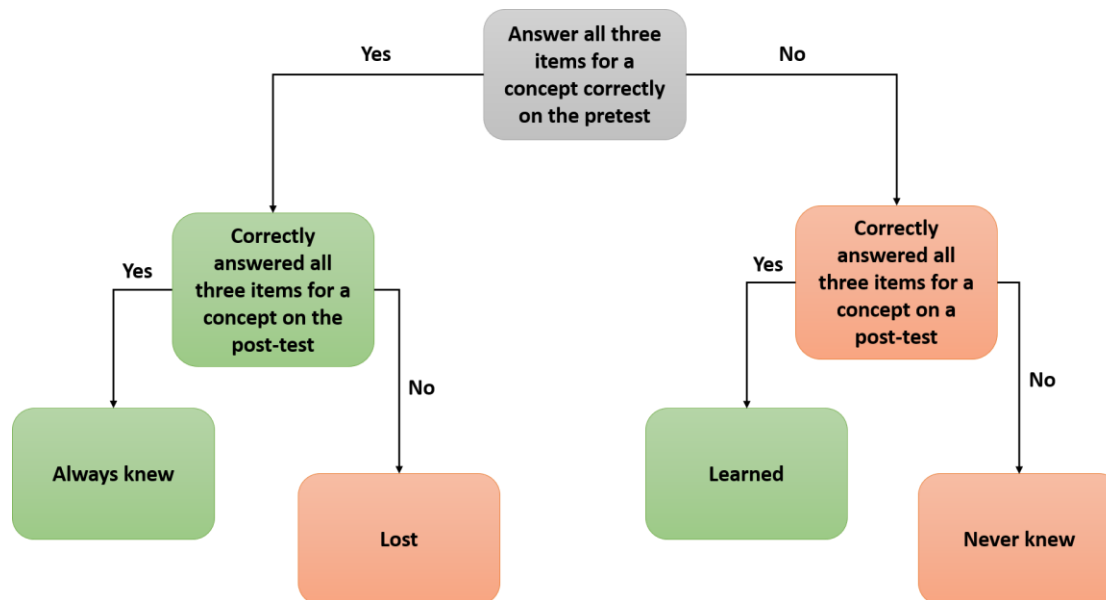 Answer all three
items for a
concept correctly
on the pretest
Yes
No
Correctly
answered all
three items for a
concept on the
post-test
Correctly
answered all
three items for a
concept on a
post-test
Yes
No
Yes
No
Always knew
Lost
Learned
Never knew